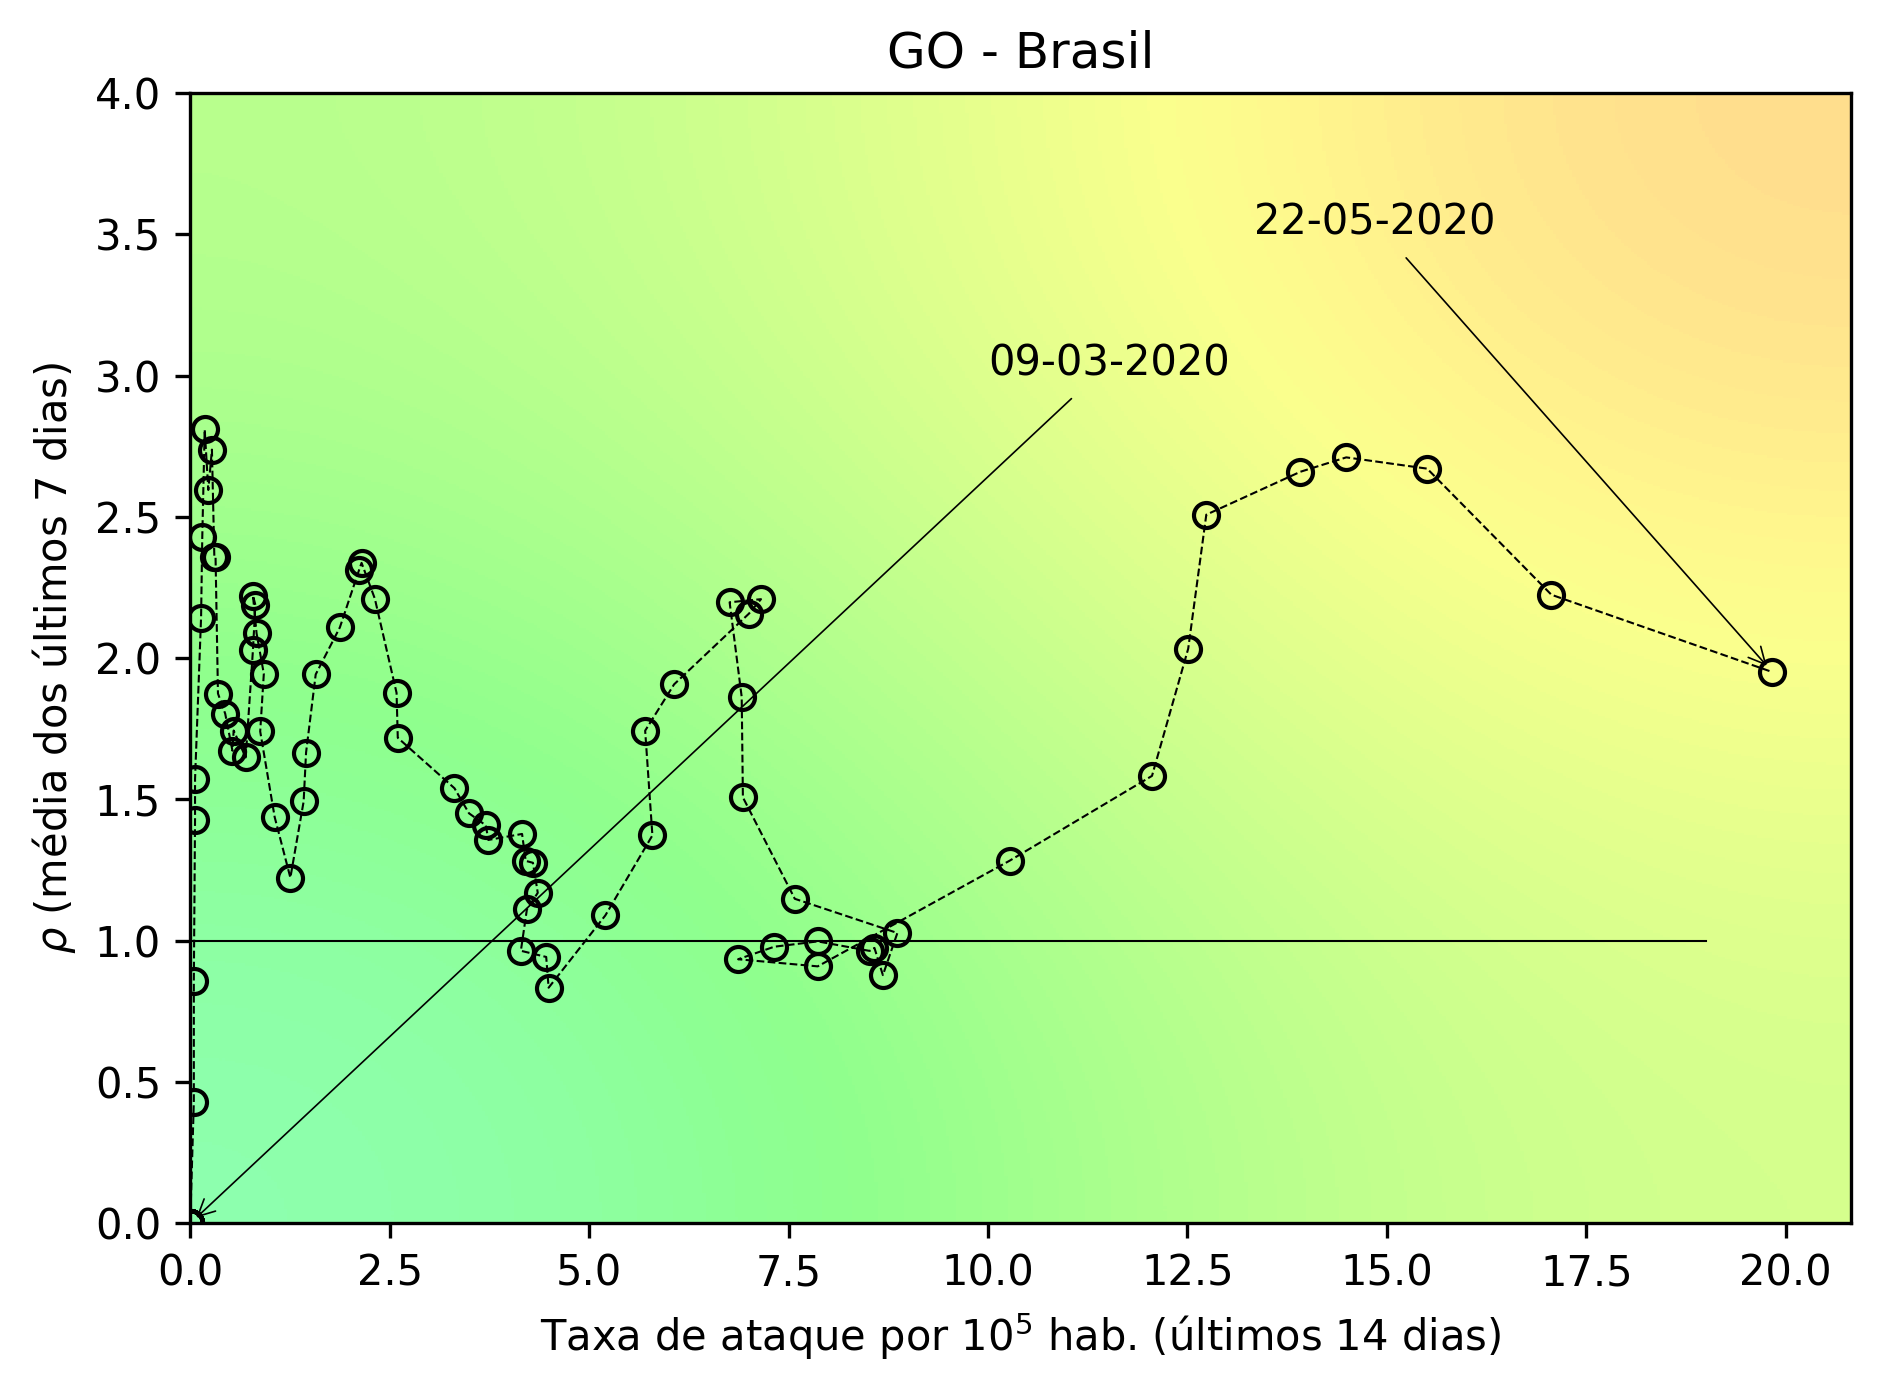 GO - Brasil
4.0
3.5
3.0
2.5
2.0
1.5
1.0
0.5
0.0
ρ (média dos últimos 7 dias)
22-05-2020
09-03-2020
0.0 2.5 5.0 7.5 10.0 12.5 15.0 17.5 20.0
Taxa de ataque por 10⁵ hab. (últimos 14 dias)